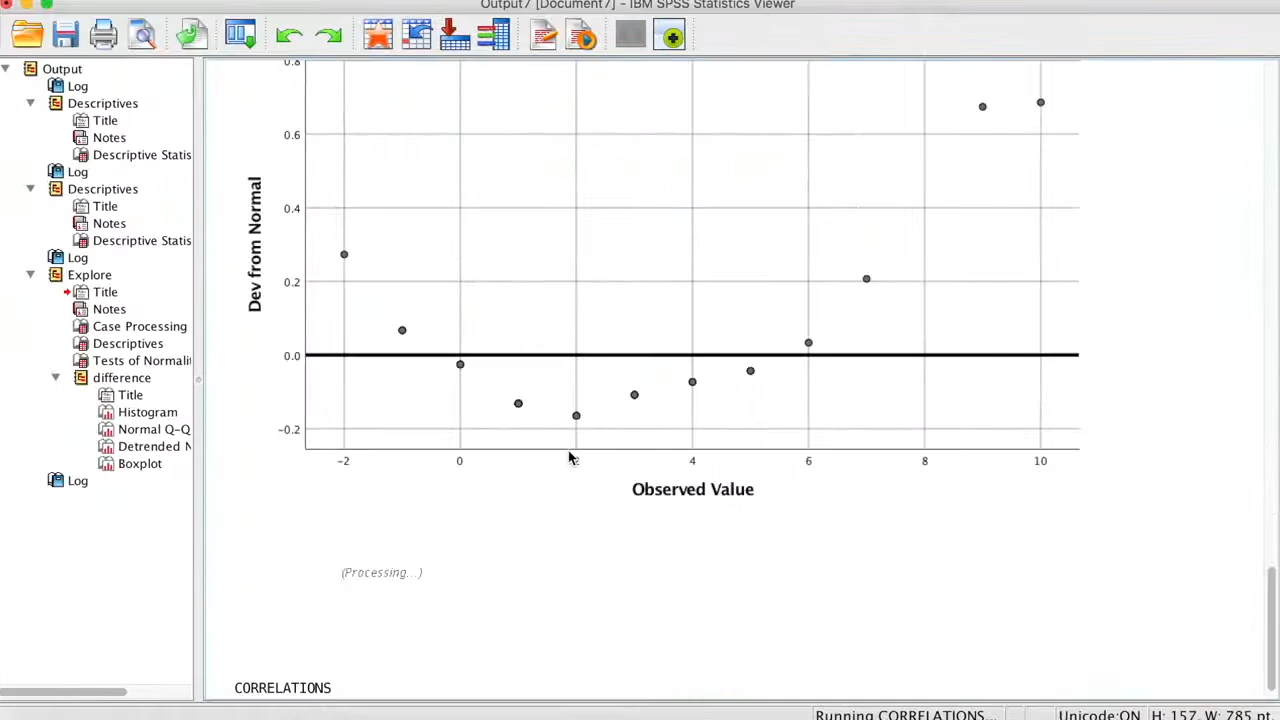 Output7 [Document7] - IBM SPSS Statistics Viewer
Output
Log
Descriptives
Title
Notes
Descriptive Statis
Log
Descriptives
Title
Notes
Descriptive Statis
Log
Explore
Title
Notes
Case Processing
Descriptives
Tests of Normalit
difference
Title
Histogram
Normal Q-Q
Detrended N
Boxplot
Log
0.8
0.6
0.4
0.2
0.0
-0.2
Dev from Normal
-2 0 2 4 6 8 10
Observed Value
(Processing...)
CORRELATIONS
Running CORRELATIONS... Unicode:ON H: 157, W: 785 pt.